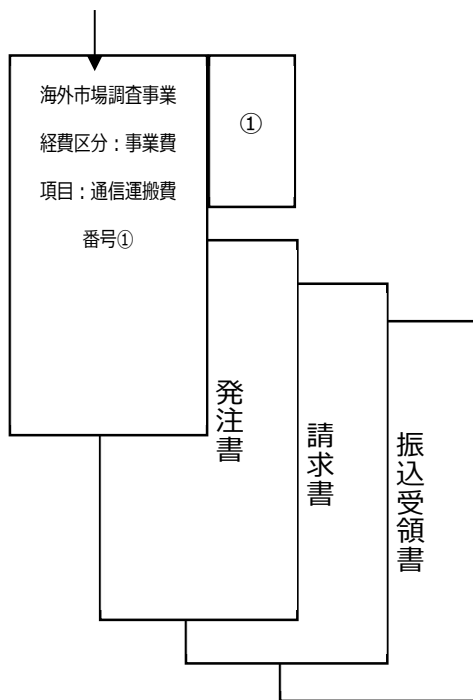 海外市場調査事業
経費区分：事業費
項目：通信運搬費
番号①
①
発注書
請求書
振込受領書